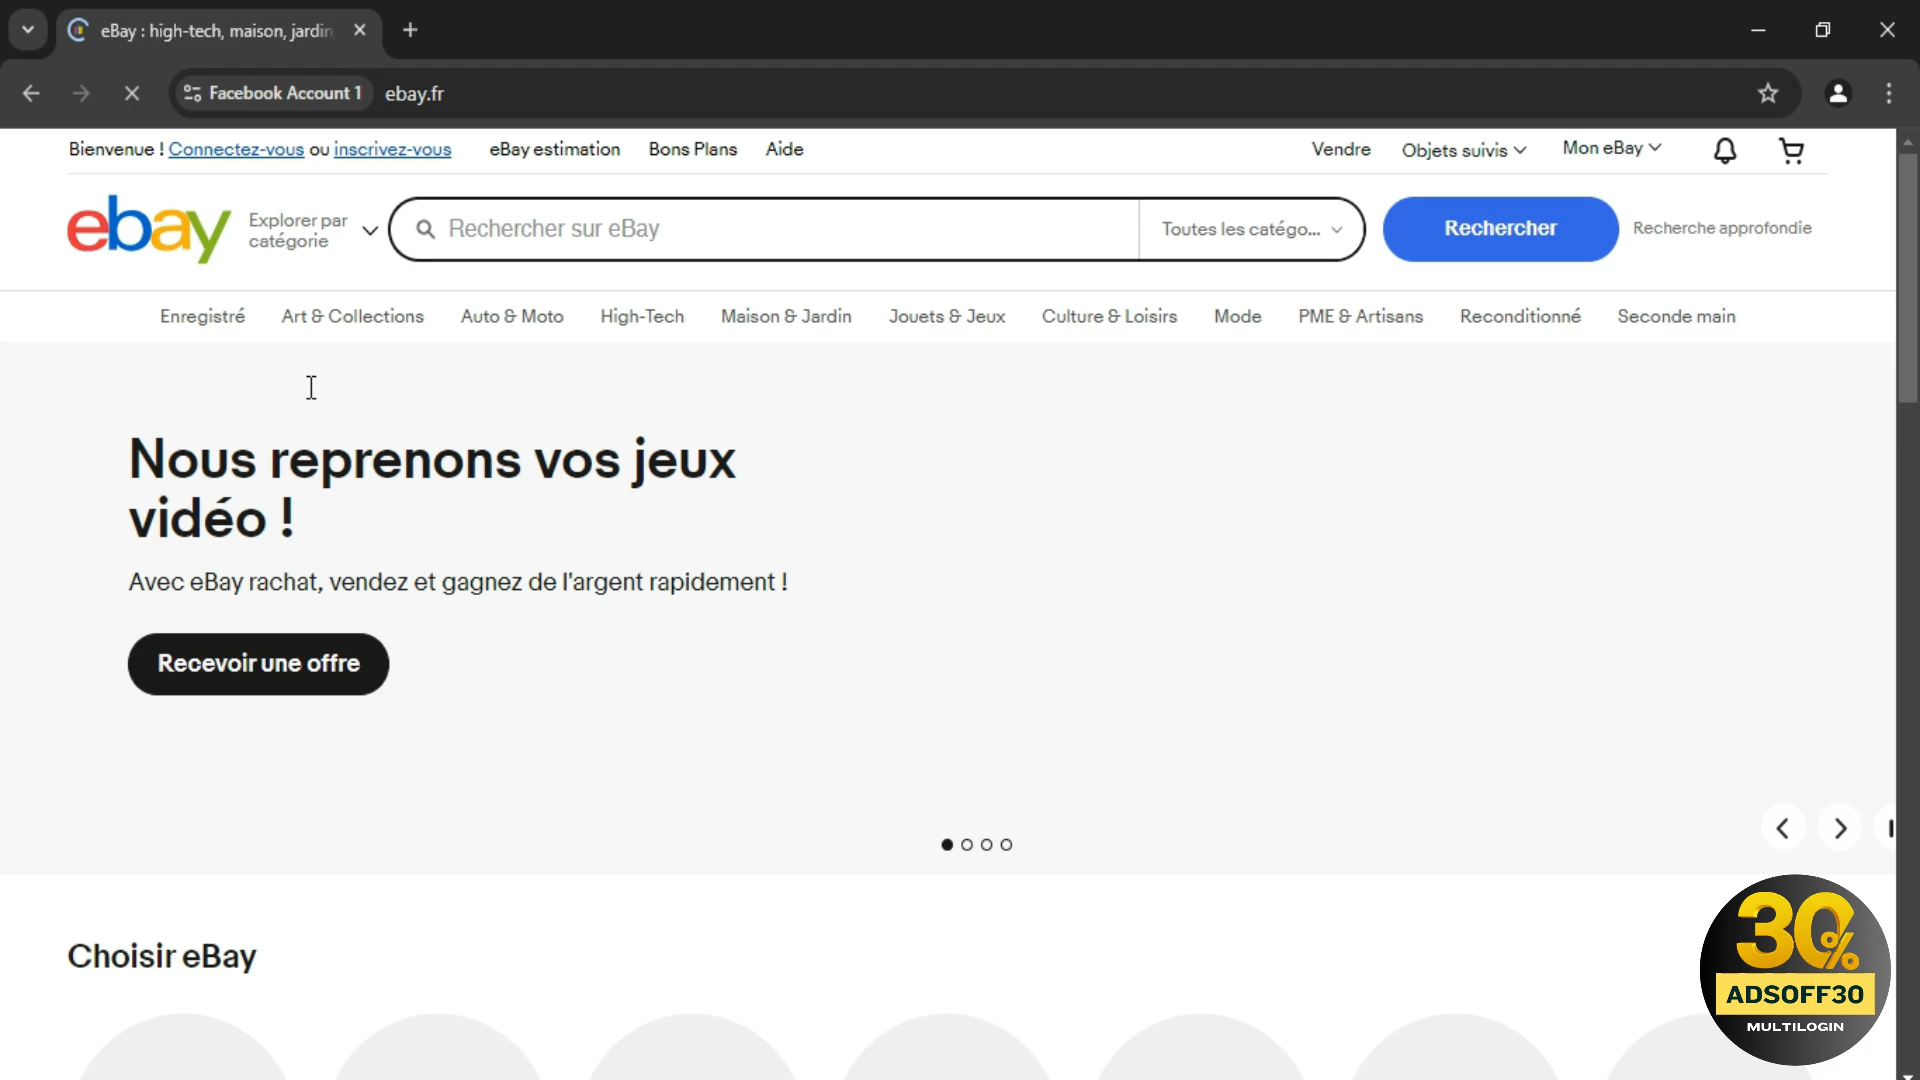 eBay : high-tech, maison, jardin
Facebook Account 1 ebay.fr
Bienvenue ! Connectez-vous ou inscrivez-vous eBay estimation Bons Plans Aide Vendre Objets suivis Mon eBay
ebay Explorer par catégorie Rechercher sur eBay Toutes les catégo... Rechercher Recherche approfondie
Enregistré Art & Collections Auto & Moto High-Tech Maison & Jardin Jouets & Jeux Culture & Loisirs Mode PME & Artisans Reconditionné Seconde main
Nous reprenons vos jeux
vidéo !
Avec eBay rachat, vendez et gagnez de l'argent rapidement !
Recevoir une offre
Choisir eBay
30%
ADSOFF30
MULTILOGIN